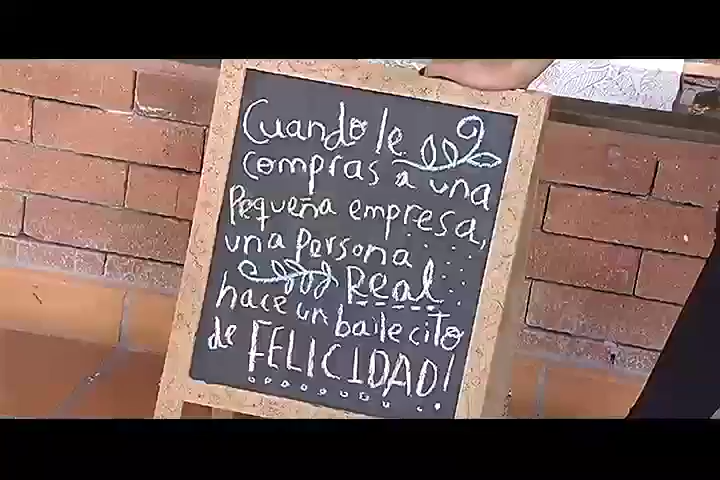 Cuando le
compras a una
Pequeña empresa,
una Persona
Real
hace un bailecito
de FELICIDAD!